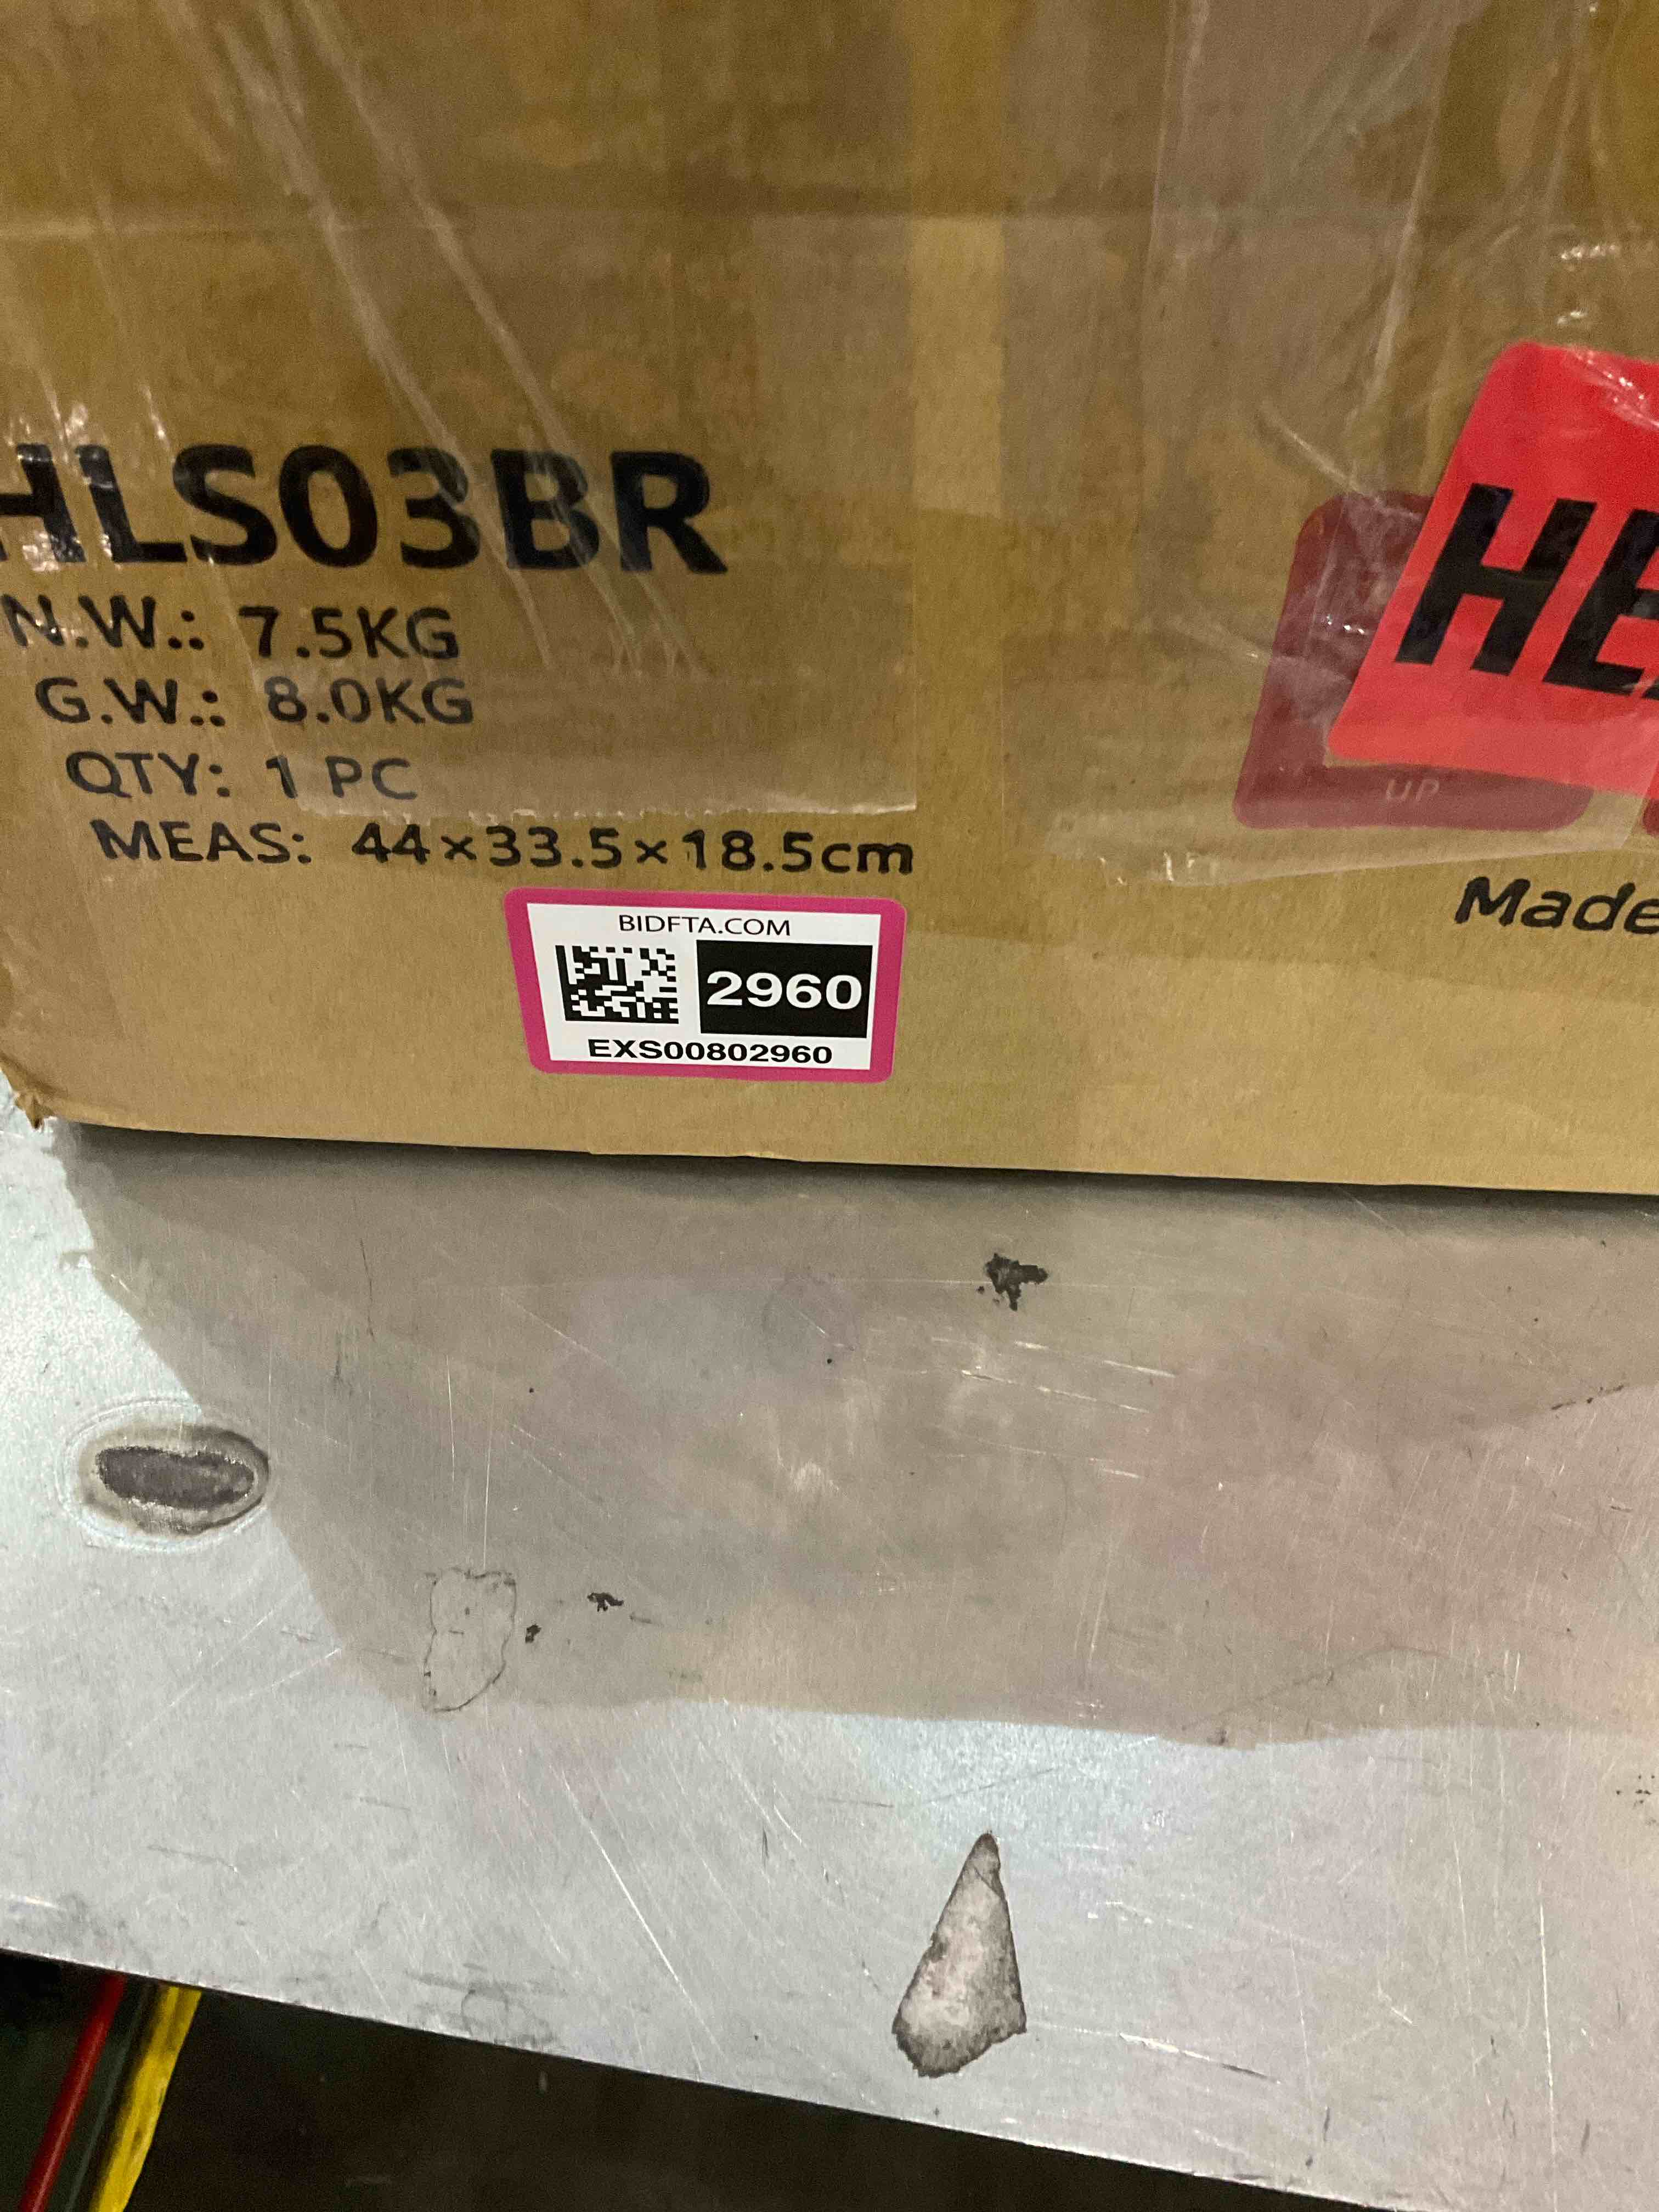 HLS03BR
N.W.: 7.5KG
G.W.: 8.0KG
QTY: 1 PC
MEAS: 44×33.5×18.5cm
HE
UP
Made
BIDFTA.COM
2960
EXS00802960